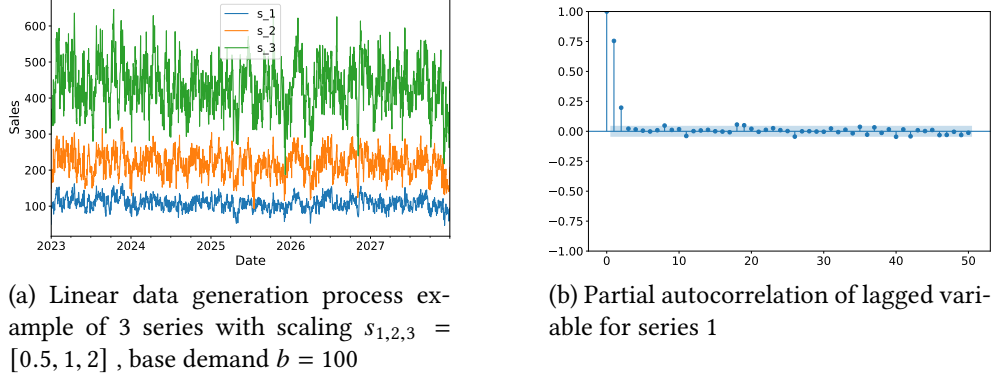 s_1
s_2
s_3
600
500
400
300
200
100
Sales
2023
2024
2025
2026
2027
Date
1.00
0.75
0.50
0.25
0.00
−0.25
−0.50
−0.75
−1.00
0
10
20
30
40
50
(a) Linear data generation process ex-
ample of 3 series with scaling s1,2,3 =
[0.5, 1, 2] , base demand b = 100
(b) Partial autocorrelation of lagged vari-
able for series 1